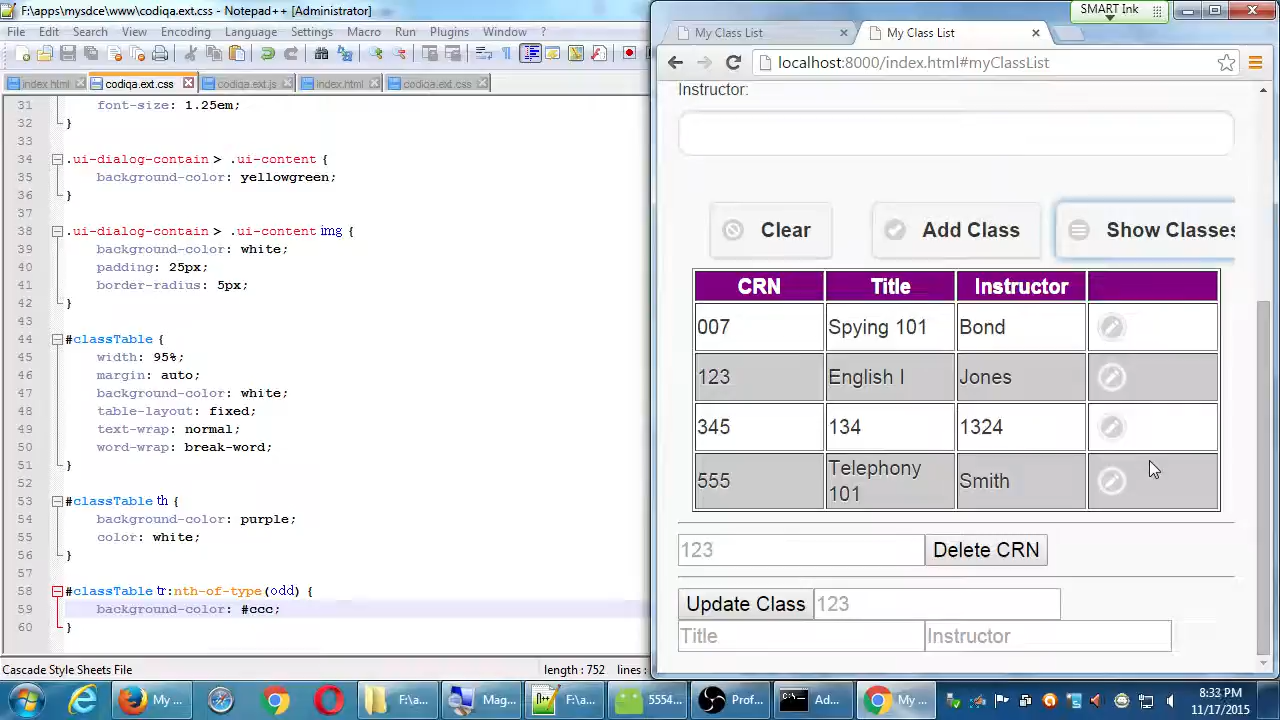 F:\apps\mysdce\www\codiqa.ext.css - Notepad++ [Administrator]
File Edit Search View Encoding Language Settings Macro Run Plugins Window ?
index.html codiqa.ext.css codiqa.ext.js index.html codiqa.ext.css
31 font-size: 1.25em;
32 }
33
34 .ui-dialog-contain > .ui-content {
35 background-color: yellowgreen;
36 }
37
38 .ui-dialog-contain > .ui-content img {
39 background-color: white;
40 padding: 25px;
41 border-radius: 5px;
42 }
43
44 #classTable {
45 width: 95%;
46 margin: auto;
47 background-color: white;
48 table-layout: fixed;
49 text-wrap: normal;
50 word-wrap: break-word;
51 }
52
53 #classTable th {
54 background-color: purple;
55 color: white;
56 }
57
58 #classTable tr:nth-of-type(odd) {
59 background-color: #ccc;
60 }
Cascade Style Sheets File length : 752 lines :
SMART Ink
My Class List My Class List
localhost:8000/index.html#myClassList
Instructor:
Clear Add Class Show Classes
CRN Title Instructor
007 Spying 101 Bond
123 English I Jones
345 134 1324
555 Telephony 101 Smith
123 Delete CRN
Update Class 123
Title Instructor
My ... F:\a... Mag... F:\a... 5554... Prof... Ad... My ...
8:33 PM
11/17/2015